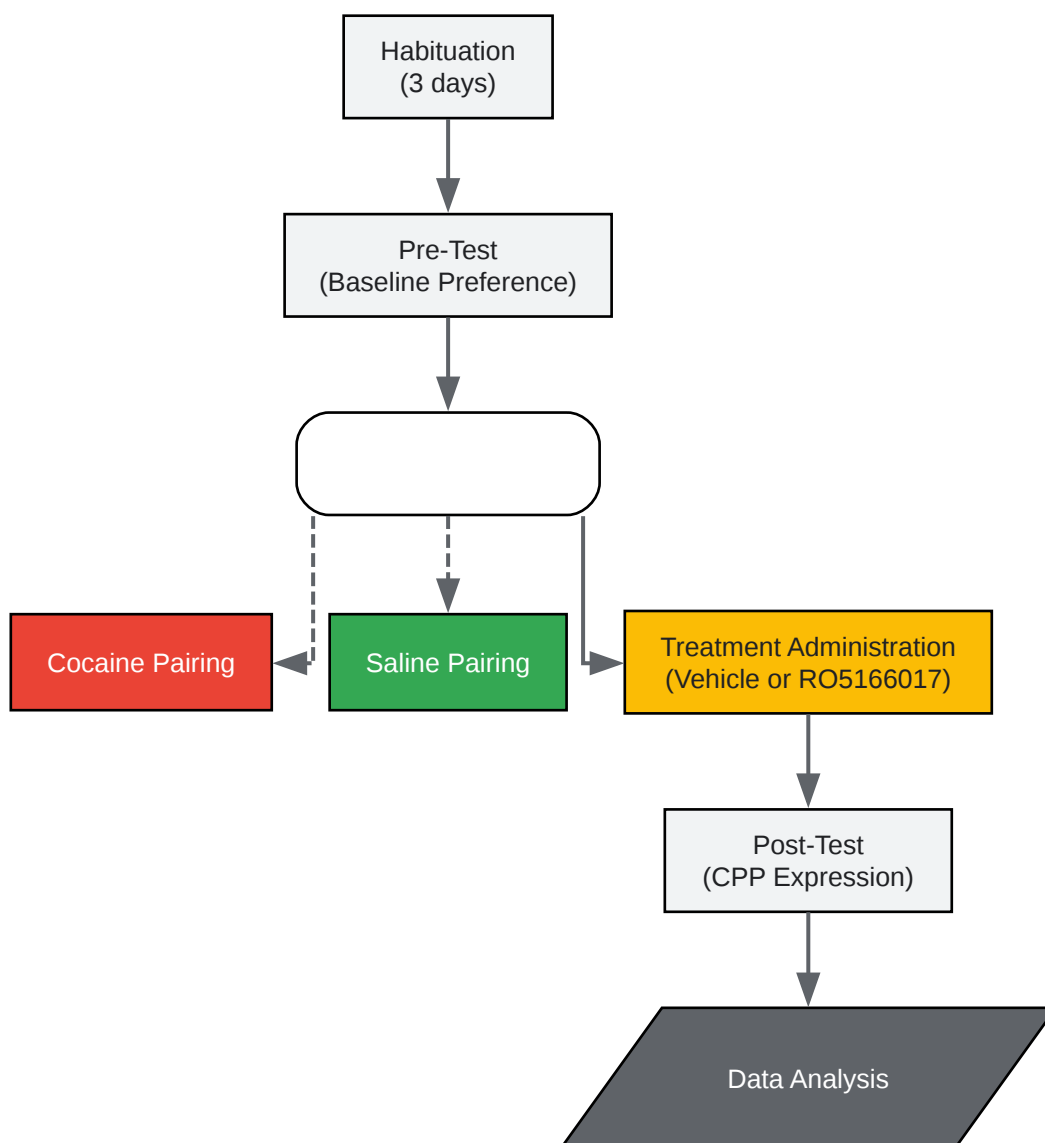 Habituation
(3 days)
Pre-Test
(Baseline Preference)
Cocaine Pairing
Saline Pairing
Treatment Administration
(Vehicle or RO5166017)
Post-Test
(CPP Expression)
Data Analysis